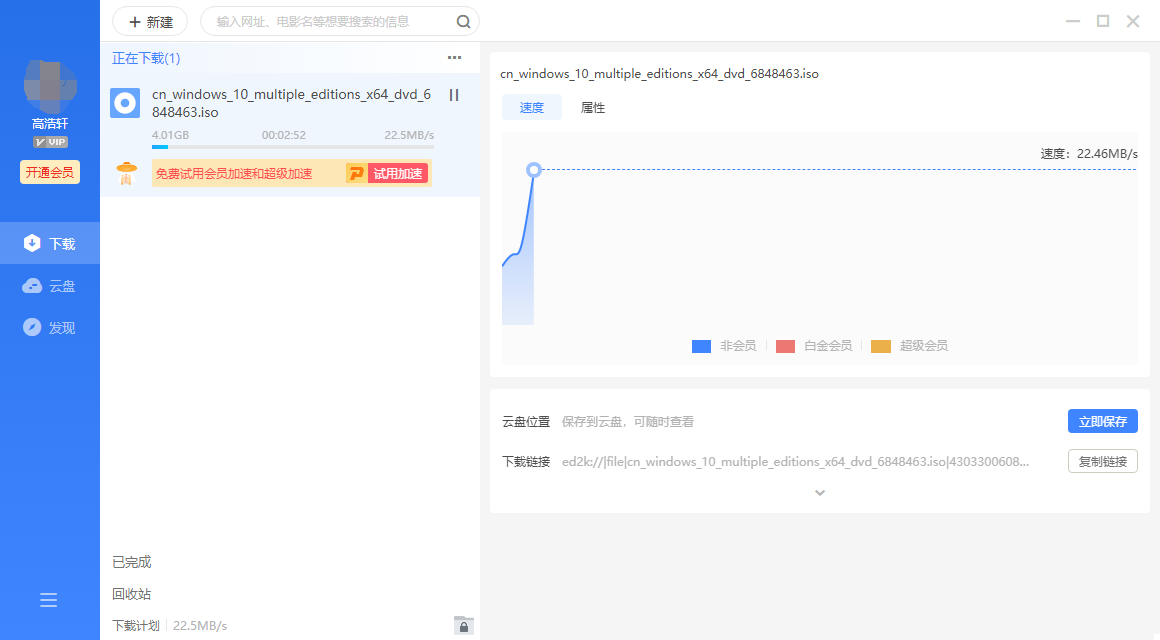 新建
输入网址、电影名等想要搜索的信息
高浩轩
VIP
开通会员
下载
云盘
发现
正在下载(1)
cn_windows_10_multiple_editions_x64_dvd_6
848463.iso
4.01GB 00:02:52 22.5MB/s
免费试用会员加速和超级加速 试用加速
已完成
回收站
下载计划 22.5MB/s
cn_windows_10_multiple_editions_x64_dvd_6848463.iso
速度 属性
速度：22.46MB/s
非会员 白金会员 超级会员
云盘位置 保存到云盘，可随时查看 立即保存
下载链接 ed2k://|file|cn_windows_10_multiple_editions_x64_dvd_6848463.iso|4303300608... 复制链接